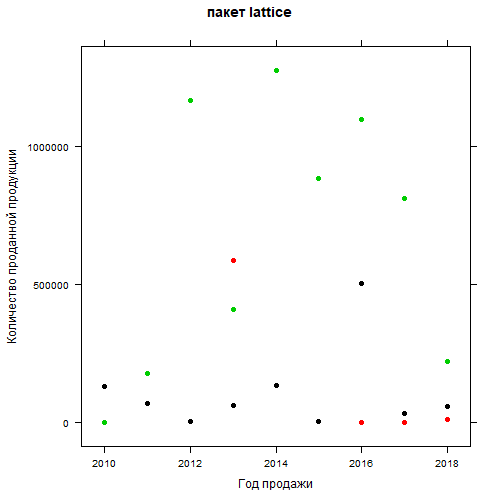 пакет lattice
Количество проданной продукции
1000000
500000
0
2010 2012 2014 2016 2018
Год продажи